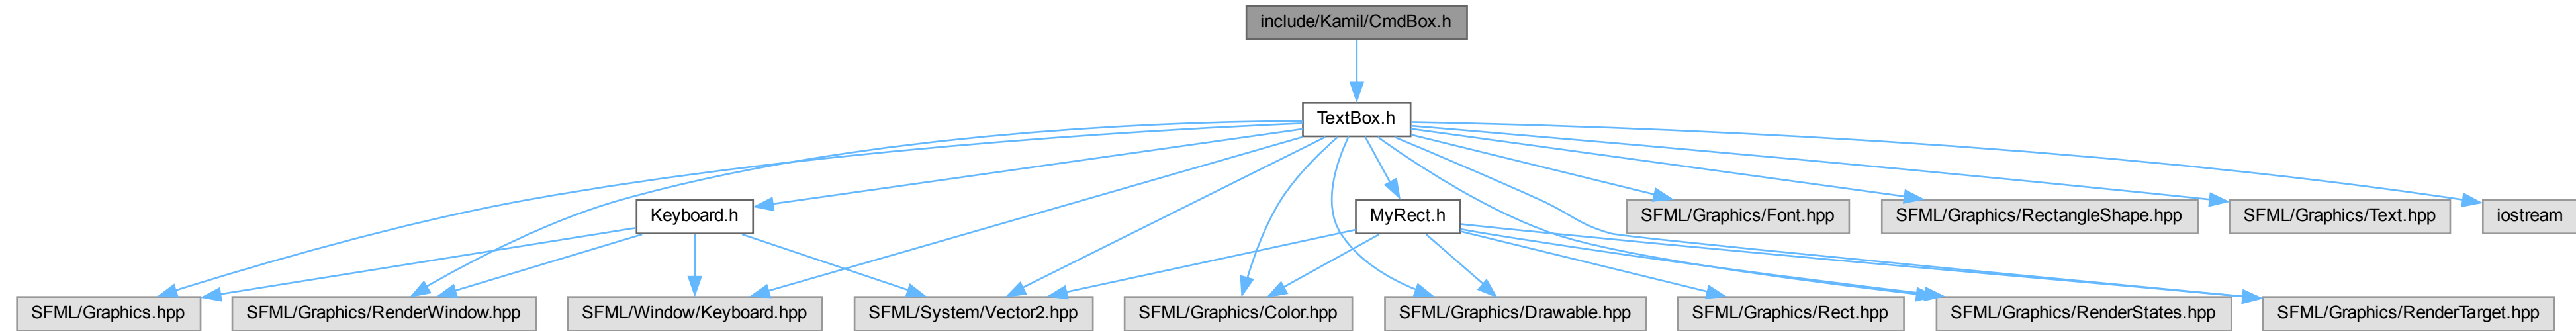 include/Kamil/CmdBox.h
TextBox.h
Keyboard.h
MyRect.h
SFML/Graphics/Font.hpp
SFML/Graphics/RectangleShape.hpp
SFML/Graphics/Text.hpp
iostream
SFML/Graphics.hpp
SFML/Graphics/RenderWindow.hpp
SFML/Window/Keyboard.hpp
SFML/System/Vector2.hpp
SFML/Graphics/Color.hpp
SFML/Graphics/Drawable.hpp
SFML/Graphics/Rect.hpp
SFML/Graphics/RenderStates.hpp
SFML/Graphics/RenderTarget.hpp